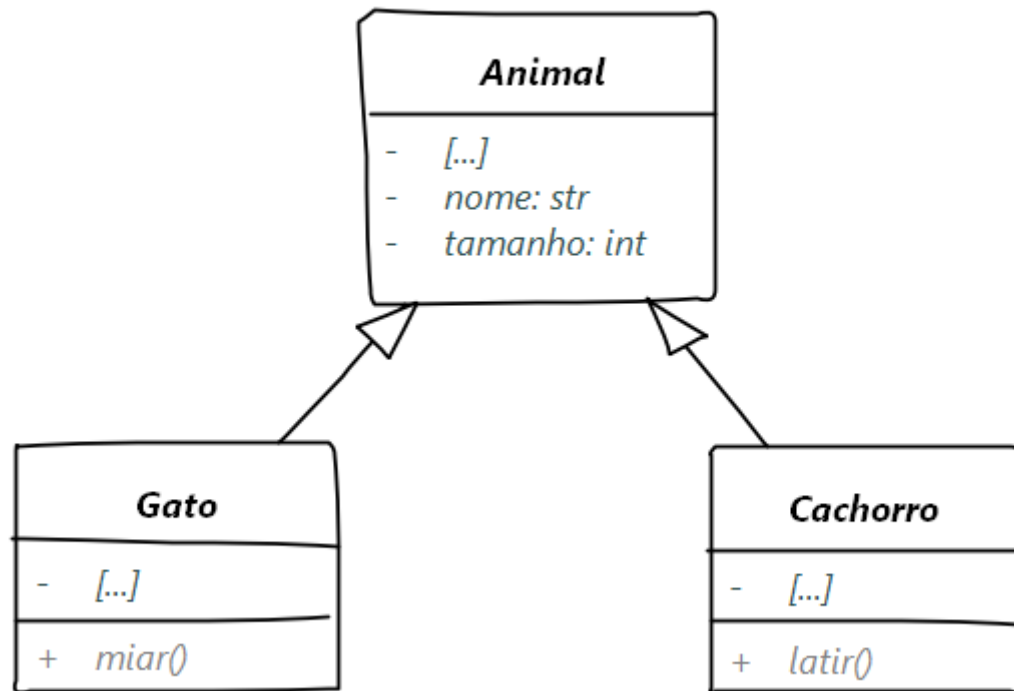 Animal
- [...]
- nome: str
- tamanho: int
Gato
- [...]
+ miar()
Cachorro
- [...]
+ latir()